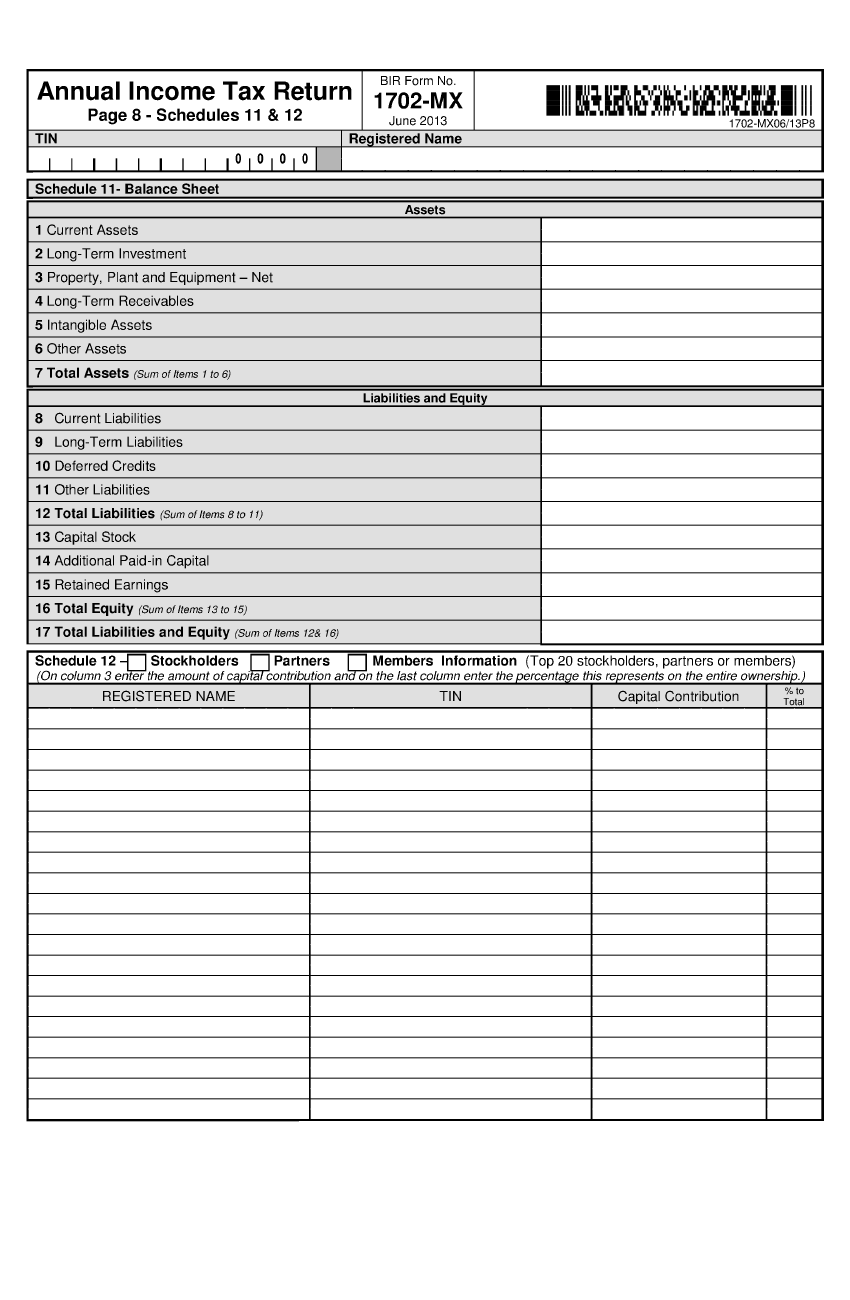 Annual Income Tax Return
Page 8 - Schedules 11 & 12
BIR Form No.
1702-MX
June 2013
1702-MX06/13P8
TIN
Registered Name
0 0 0 0
Schedule 11- Balance Sheet
Assets
1 Current Assets
2 Long-Term Investment
3 Property, Plant and Equipment – Net
4 Long-Term Receivables
5 Intangible Assets
6 Other Assets
7 Total Assets (Sum of Items 1 to 6)
Liabilities and Equity
8 Current Liabilities
9 Long-Term Liabilities
10 Deferred Credits
11 Other Liabilities
12 Total Liabilities (Sum of Items 8 to 11)
13 Capital Stock
14 Additional Paid-in Capital
15 Retained Earnings
16 Total Equity (Sum of Items 13 to 15)
17 Total Liabilities and Equity (Sum of Items 12& 16)
Schedule 12 – Stockholders Partners Members Information (Top 20 stockholders, partners or members)
(On column 3 enter the amount of capital contribution and on the last column enter the percentage this represents on the entire ownership.)
REGISTERED NAME
TIN
Capital Contribution
% to
Total